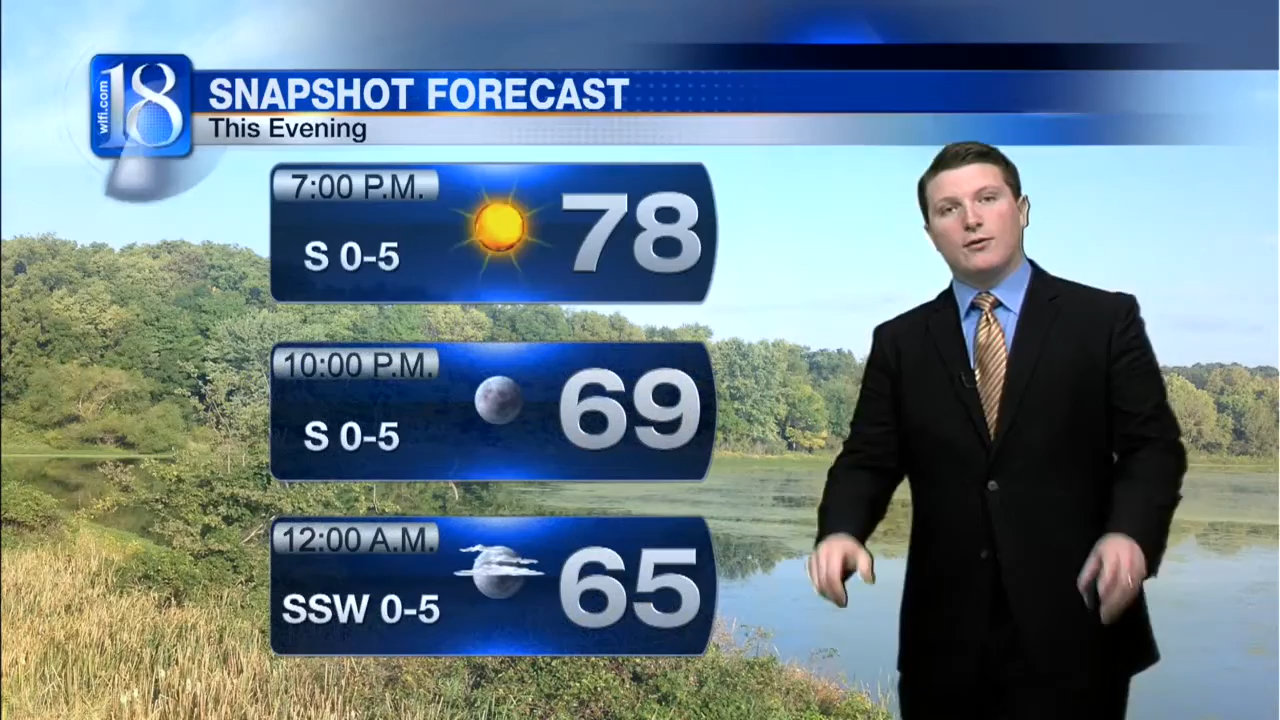 wlfi.com
18
SNAPSHOT FORECAST
This Evening
7:00 P.M.
S 0-5
78
10:00 P.M.
S 0-5
69
12:00 A.M.
SSW 0-5
65